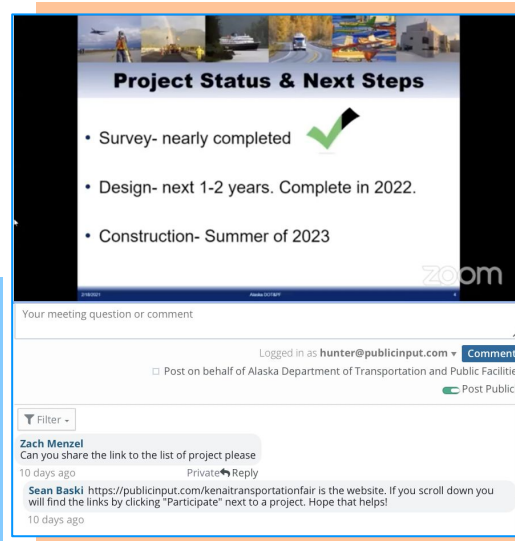 Project Status & Next Steps
• Survey- nearly completed
• Design- next 1-2 years. Complete in 2022.
• Construction- Summer of 2023
zoom
2/18/2021 Alaska DOT&PF
Your meeting question or comment
Logged in as hunter@publicinput.com Comment
Post on behalf of Alaska Department of Transportation and Public Facilitie
Post Public
Filter
Zach Menzel
Can you share the link to the list of project please
10 days ago Private Reply
Sean Baski https://publicinput.com/kenaitransportationfair is the website. If you scroll down you
will find the links by clicking "Participate" next to a project. Hope that helps!
10 days ago